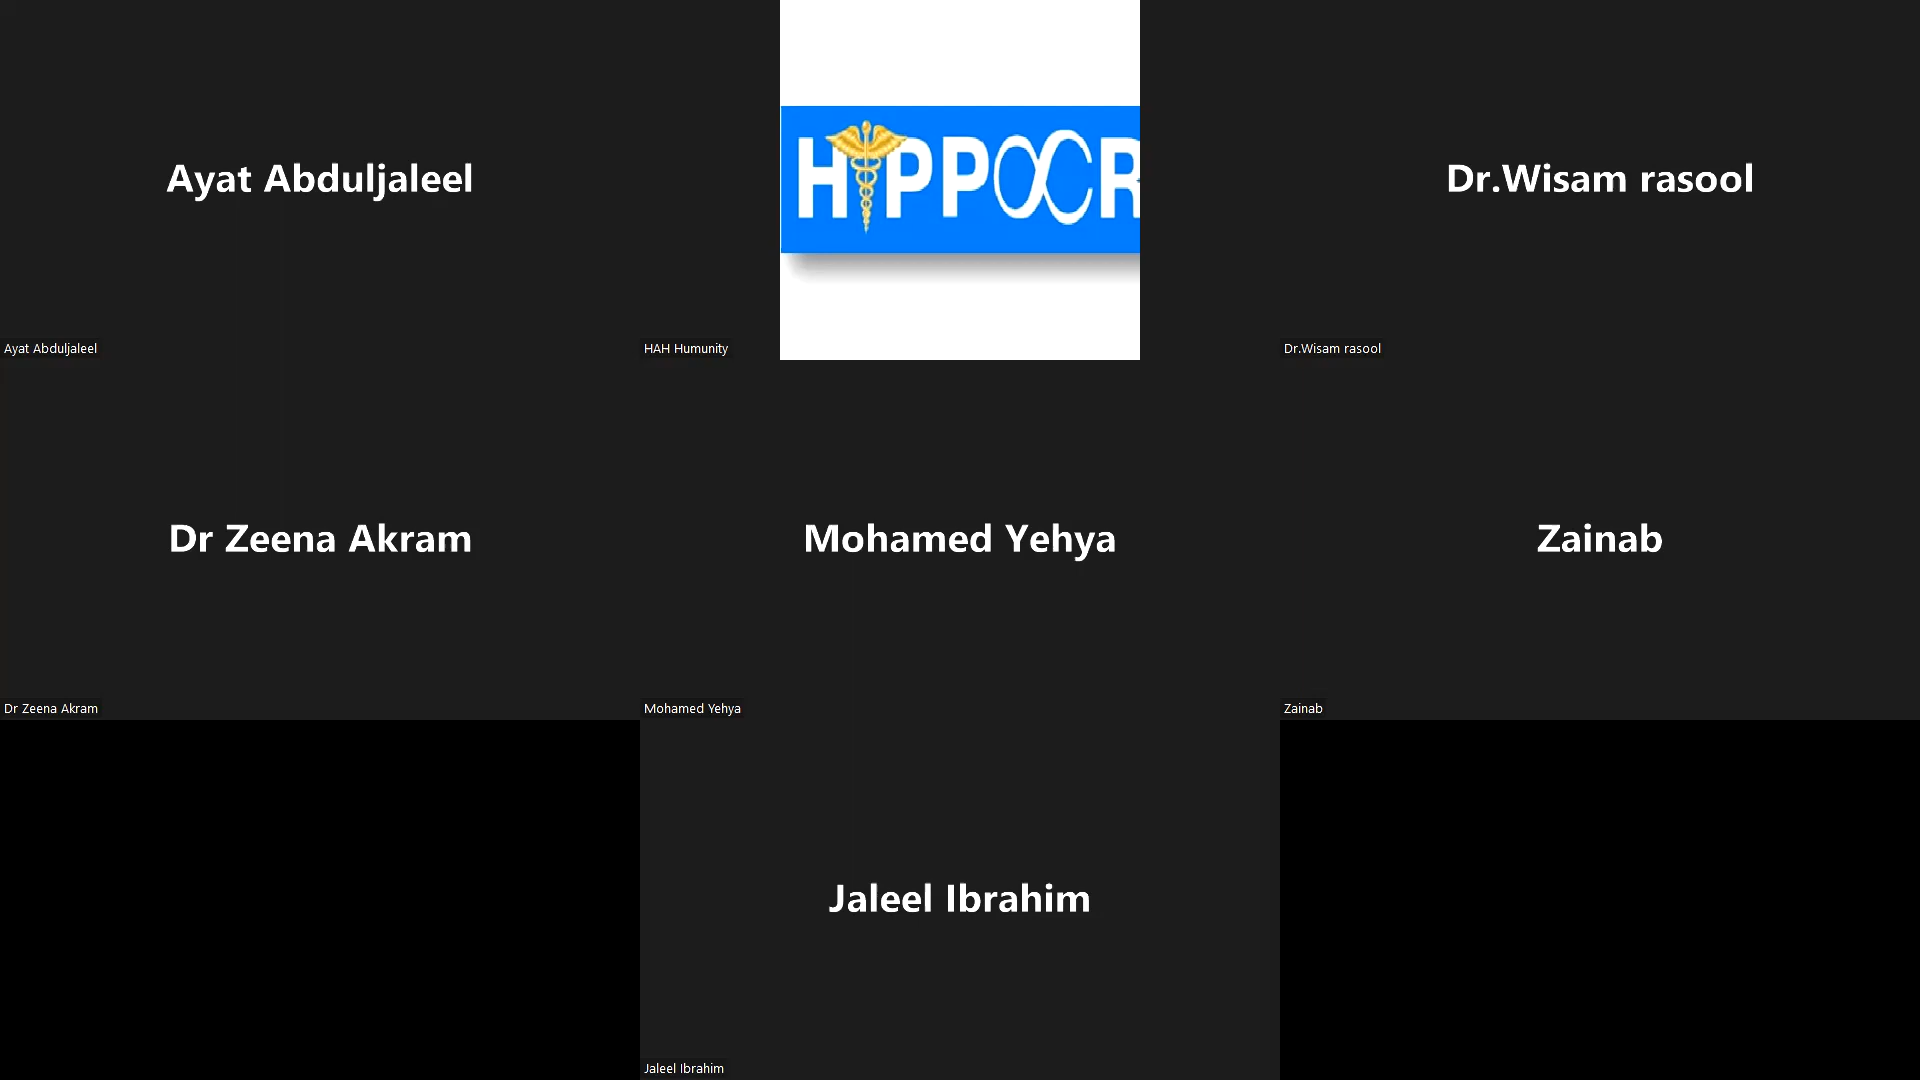 Ayat Abduljaleel
HIPPOCR
Dr.Wisam rasool
Ayat Abduljaleel
HAH Humunity
Dr.Wisam rasool
Dr Zeena Akram
Mohamed Yehya
Zainab
Dr Zeena Akram
Mohamed Yehya
Zainab
Jaleel Ibrahim
Jaleel Ibrahim